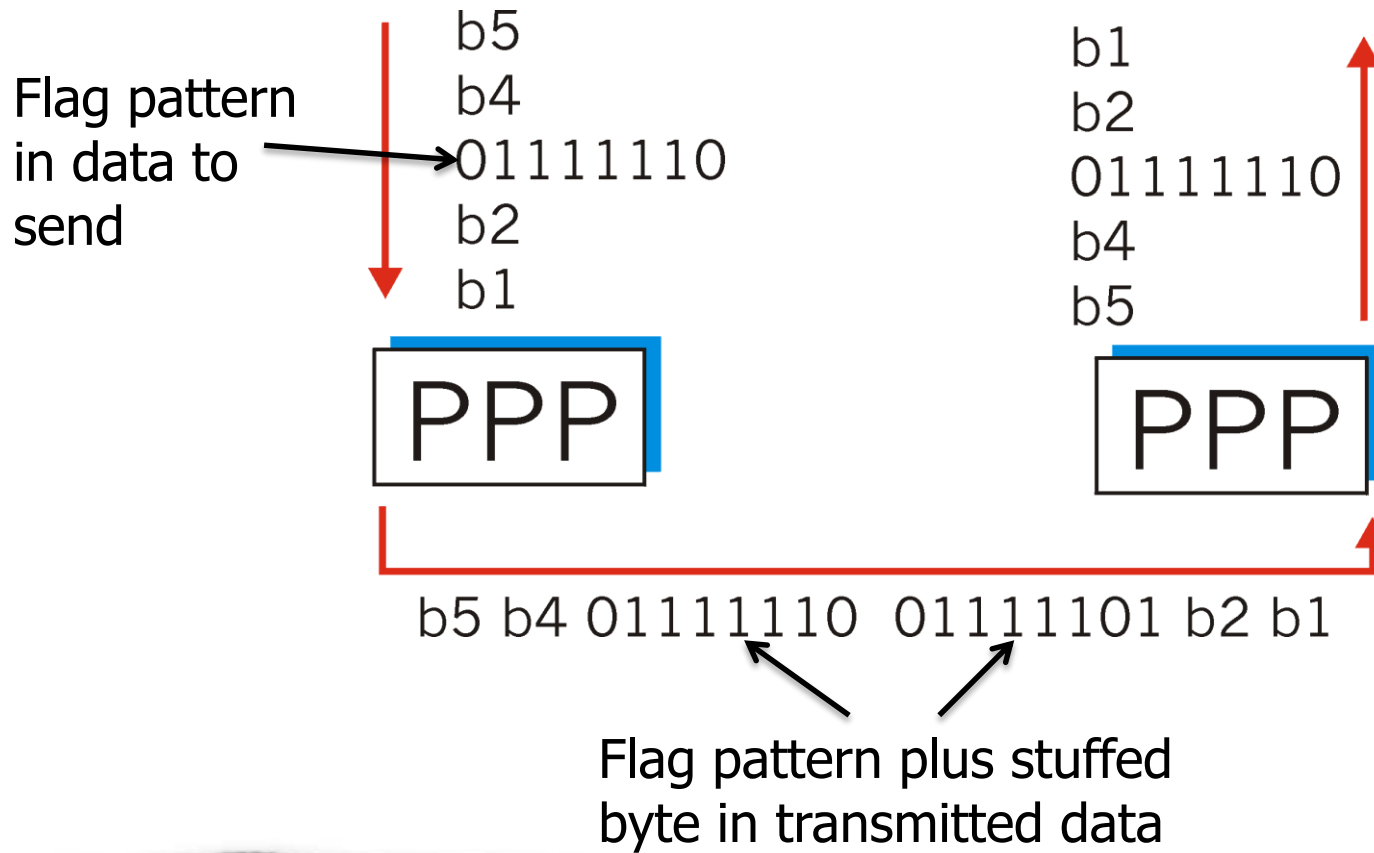 Flag pattern
in data to
send
b5
b4
01111110
b2
b1
b1
b2
01111110
b4
b5
PPP
PPP
b5 b4 01111110 01111101 b2 b1
Flag pattern plus stuffed
byte in transmitted data